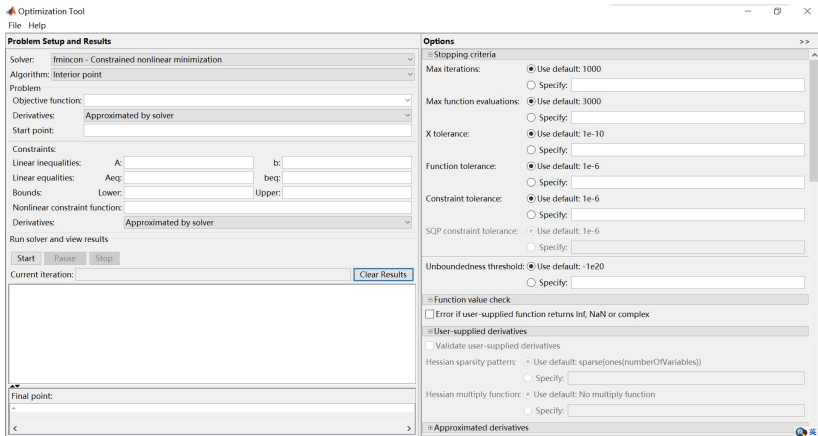 Optimization Tool
File Help
Problem Setup and Results
Solver: fmincon - Constrained nonlinear minimization
Algorithm: Interior point
Problem
Objective function:
Derivatives: Approximated by solver
Start point:
Constraints:
Linear inequalities: A: b:
Linear equalities: Aeq: beq:
Bounds: Lower: Upper:
Nonlinear constraint function:
Derivatives: Approximated by solver
Run solver and view results
Start Pause Stop
Current iteration: Clear Results
Final point:
Options >>
Stopping criteria
Max iterations: Use default: 1000
Specify:
Max function evaluations: Use default: 3000
Specify:
X tolerance: Use default: 1e-10
Specify:
Function tolerance: Use default: 1e-6
Specify:
Constraint tolerance: Use default: 1e-6
Specify:
SQP constraint tolerance: Use default: 1e-6
Specify:
Unboundedness threshold: Use default: -1e20
Specify:
Function value check
Error if user-supplied function returns Inf, NaN or complex
User-supplied derivatives
Validate user-supplied derivatives
Hessian sparsity pattern: Use default: sparse(ones(numberOfVariables))
Specify:
Hessian multiply function: Use default: No multiply function
Specify:
Approximated derivatives
英